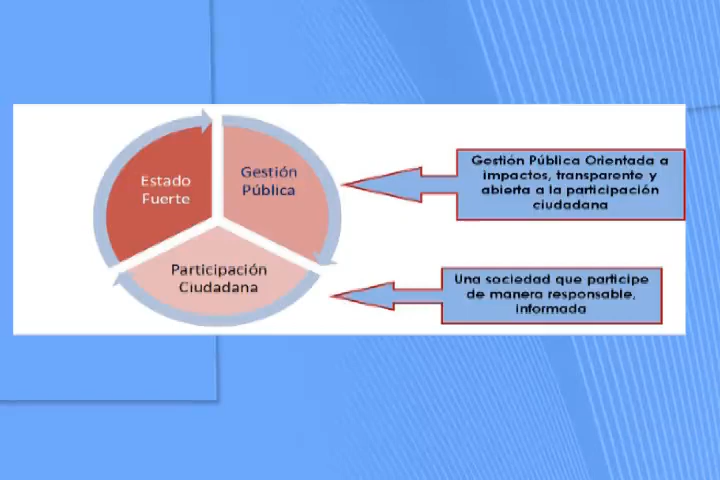 Estado
Fuerte
Gestión
Pública
Participación
Ciudadana
Gestión Pública Orientada a
impactos, transparente y
abierta a la participación
ciudadana
Una sociedad que participe
de manera responsable,
informada